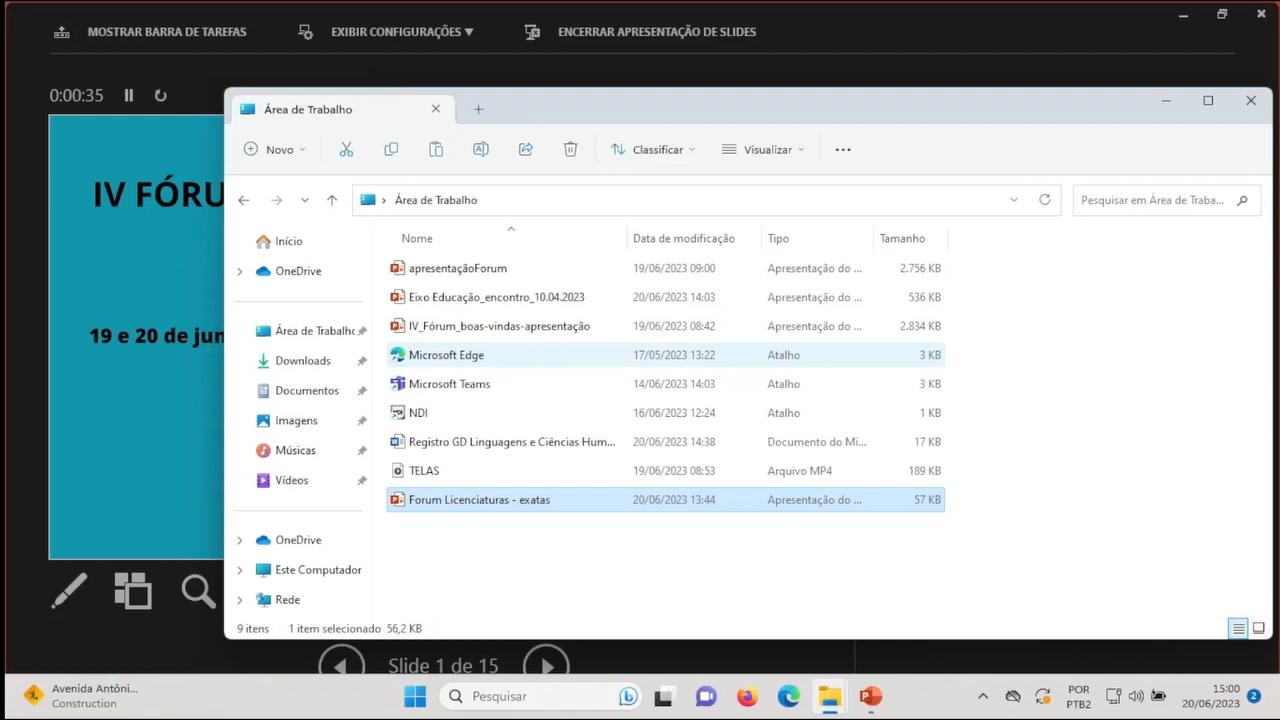 MOSTRAR BARRA DE TAREFAS EXIBIR CONFIGURAÇÕES ▼ ENCERRAR APRESENTAÇÃO DE SLIDES
0:00:35
IV FÓRU
19 e 20 de jun
Área de Trabalho
Novo Classificar Visualizar
Área de Trabalho Pesquisar em Área de Traba...
Nome Data de modificação Tipo Tamanho
Início
OneDrive
Área de Trabalho
Downloads
Documentos
Imagens
Músicas
Vídeos
OneDrive
Este Computador
Rede
apresentaçãoForum 19/06/2023 09:00 Apresentação do ... 2.756 KB
Eixo Educação_encontro_10.04.2023 20/06/2023 14:03 Apresentação do ... 536 KB
IV_Fórum_boas-vindas-apresentação 19/06/2023 08:42 Apresentação do ... 2.834 KB
Microsoft Edge 17/05/2023 13:22 Atalho 3 KB
Microsoft Teams 14/06/2023 14:03 Atalho 3 KB
NDI 16/06/2023 12:24 Atalho 1 KB
Registro GD Linguagens e Ciências Hum... 20/06/2023 14:38 Documento do Mi... 17 KB
TELAS 19/06/2023 08:53 Arquivo MP4 189 KB
Forum Licenciaturas - exatas 20/06/2023 13:44 Apresentação do ... 57 KB
9 itens 1 item selecionado 56,2 KB
Slide 1 de 15
Avenida Antôni...
Construction
Pesquisar
POR
PTB2
15:00
20/06/2023
2